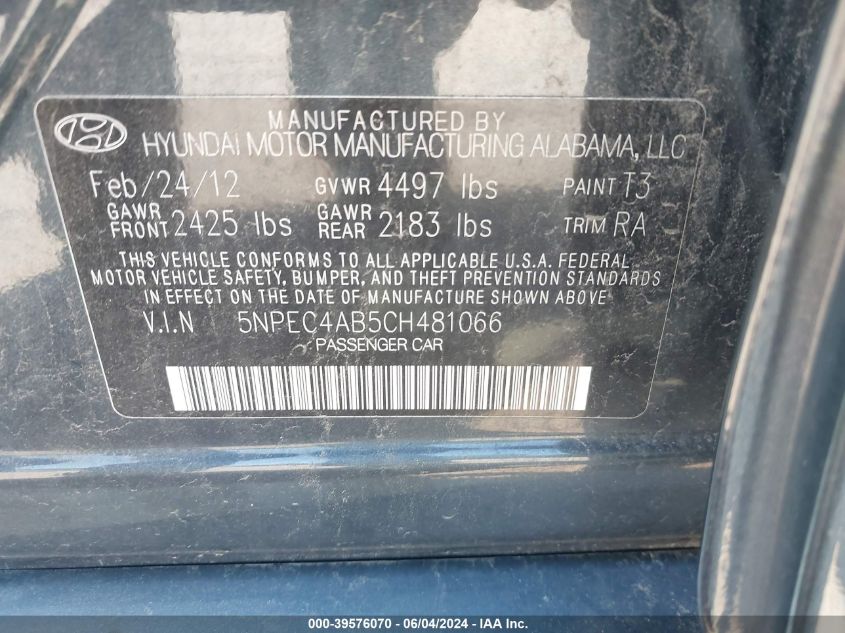 MANUFACTURED BY
HYUNDAI MOTOR MANUFACTURING ALABAMA, LLC
Feb/24/12 GVWR 4497 lbs PAINT T3
GAWR FRONT 2425 lbs GAWR REAR 2183 lbs TRIM RA
THIS VEHICLE CONFORMS TO ALL APPLICABLE U.S.A. FEDERAL
MOTOR VEHICLE SAFETY, BUMPER, AND THEFT PREVENTION STANDARDS
IN EFFECT ON THE DATE OF MANUFACTURE SHOWN ABOVE
V.I.N 5NPEC4AB5CH481066
PASSENGER CAR
000-39576070 - 06/04/2024 - IAA Inc.